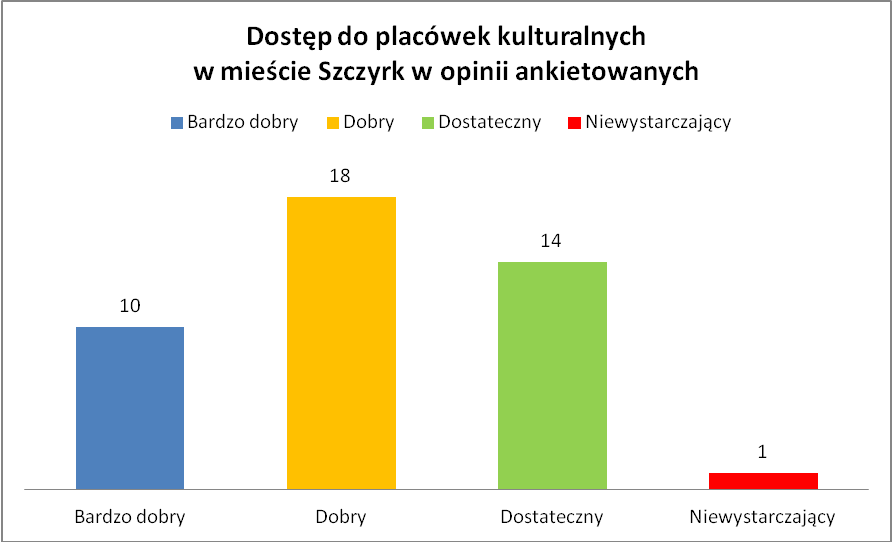 Dostęp do placówek kulturalnych
w mieście Szczyrk w opinii ankietowanych
Bardzo dobry Dobry Dostateczny Niewystarczający
18
14
10
1
Bardzo dobry Dobry Dostateczny Niewystarczający